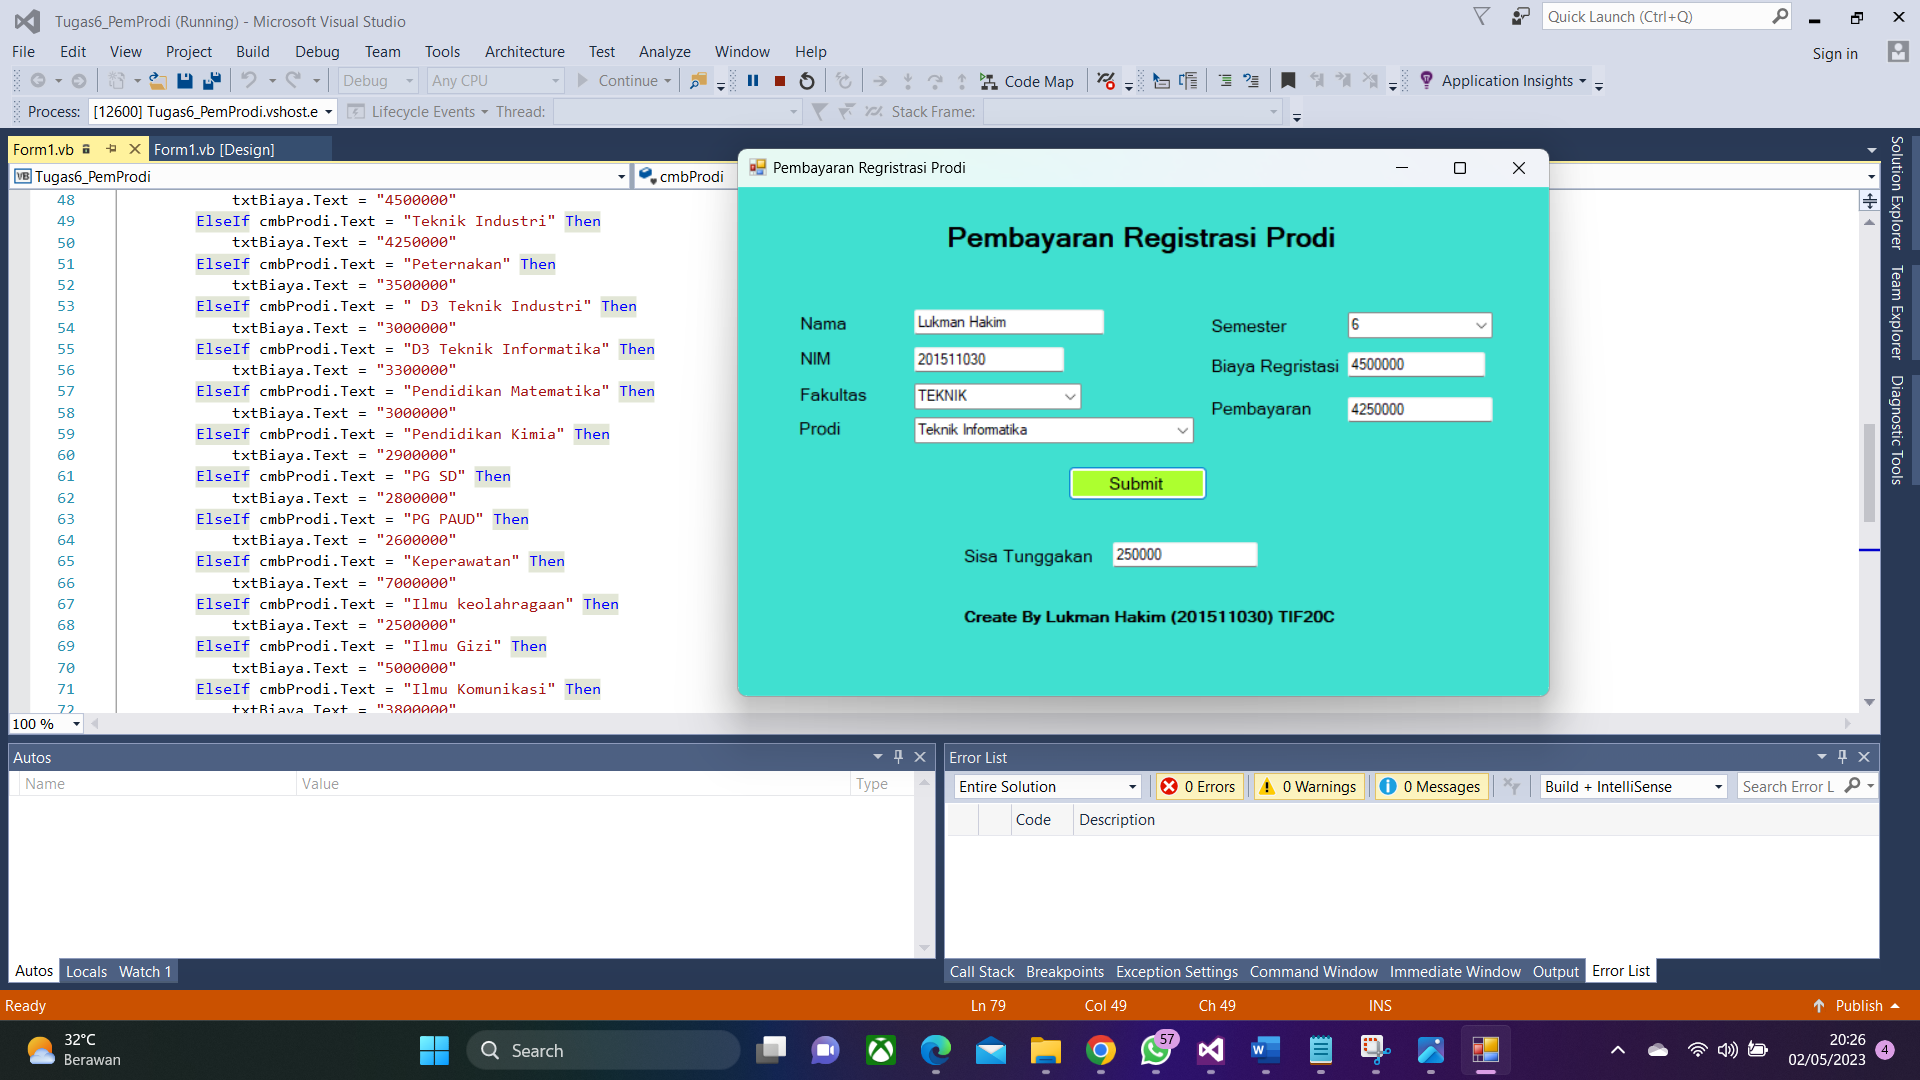 Tugas6_PemProdi (Running) - Microsoft Visual Studio
Quick Launch (Ctrl+Q)
File Edit View Project Build Debug Team Tools Architecture Test Analyze Window Help
Sign in
Debug Any CPU Continue Code Map Application Insights
Process: [12600] Tugas6_PemProdi.vshost.e Lifecycle Events Thread: Stack Frame:
Form1.vb Form1.vb [Design]
Tugas6_PemProdi cmbProdi
48 txtBiaya.Text = "4500000"
49 ElseIf cmbProdi.Text = "Teknik Industri" Then
50 txtBiaya.Text = "4250000"
51 ElseIf cmbProdi.Text = "Peternakan" Then
52 txtBiaya.Text = "3500000"
53 ElseIf cmbProdi.Text = " D3 Teknik Industri" Then
54 txtBiaya.Text = "3000000"
55 ElseIf cmbProdi.Text = "D3 Teknik Informatika" Then
56 txtBiaya.Text = "3300000"
57 ElseIf cmbProdi.Text = "Pendidikan Matematika" Then
58 txtBiaya.Text = "3000000"
59 ElseIf cmbProdi.Text = "Pendidikan Kimia" Then
60 txtBiaya.Text = "2900000"
61 ElseIf cmbProdi.Text = "PG SD" Then
62 txtBiaya.Text = "2800000"
63 ElseIf cmbProdi.Text = "PG PAUD" Then
64 txtBiaya.Text = "2600000"
65 ElseIf cmbProdi.Text = "Keperawatan" Then
66 txtBiaya.Text = "7000000"
67 ElseIf cmbProdi.Text = "Ilmu keolahragaan" Then
68 txtBiaya.Text = "2500000"
69 ElseIf cmbProdi.Text = "Ilmu Gizi" Then
70 txtBiaya.Text = "5000000"
71 ElseIf cmbProdi.Text = "Ilmu Komunikasi" Then
72 txtBiaya.Text = "3800000"
100 %
Pembayaran Regristrasi Prodi
Pembayaran Registrasi Prodi
Nama Lukman Hakim
NIM 201511030
Fakultas TEKNIK
Prodi Teknik Informatika
Semester 6
Biaya Regristasi 4500000
Pembayaran 4250000
Submit
Sisa Tunggakan 250000
Create By Lukman Hakim (201511030) TIF20C
Solution Explorer
Team Explorer
Diagnostic Tools
Autos
Name Value Type
Autos Locals Watch 1
Error List
Entire Solution 0 Errors 0 Warnings 0 Messages Build + IntelliSense Search Error L
Code Description
Call Stack Breakpoints Exception Settings Command Window Immediate Window Output Error List
Ready Ln 79 Col 49 Ch 49 INS Publish
32°C
Berawan
Search
57
20:26
02/05/2023
4